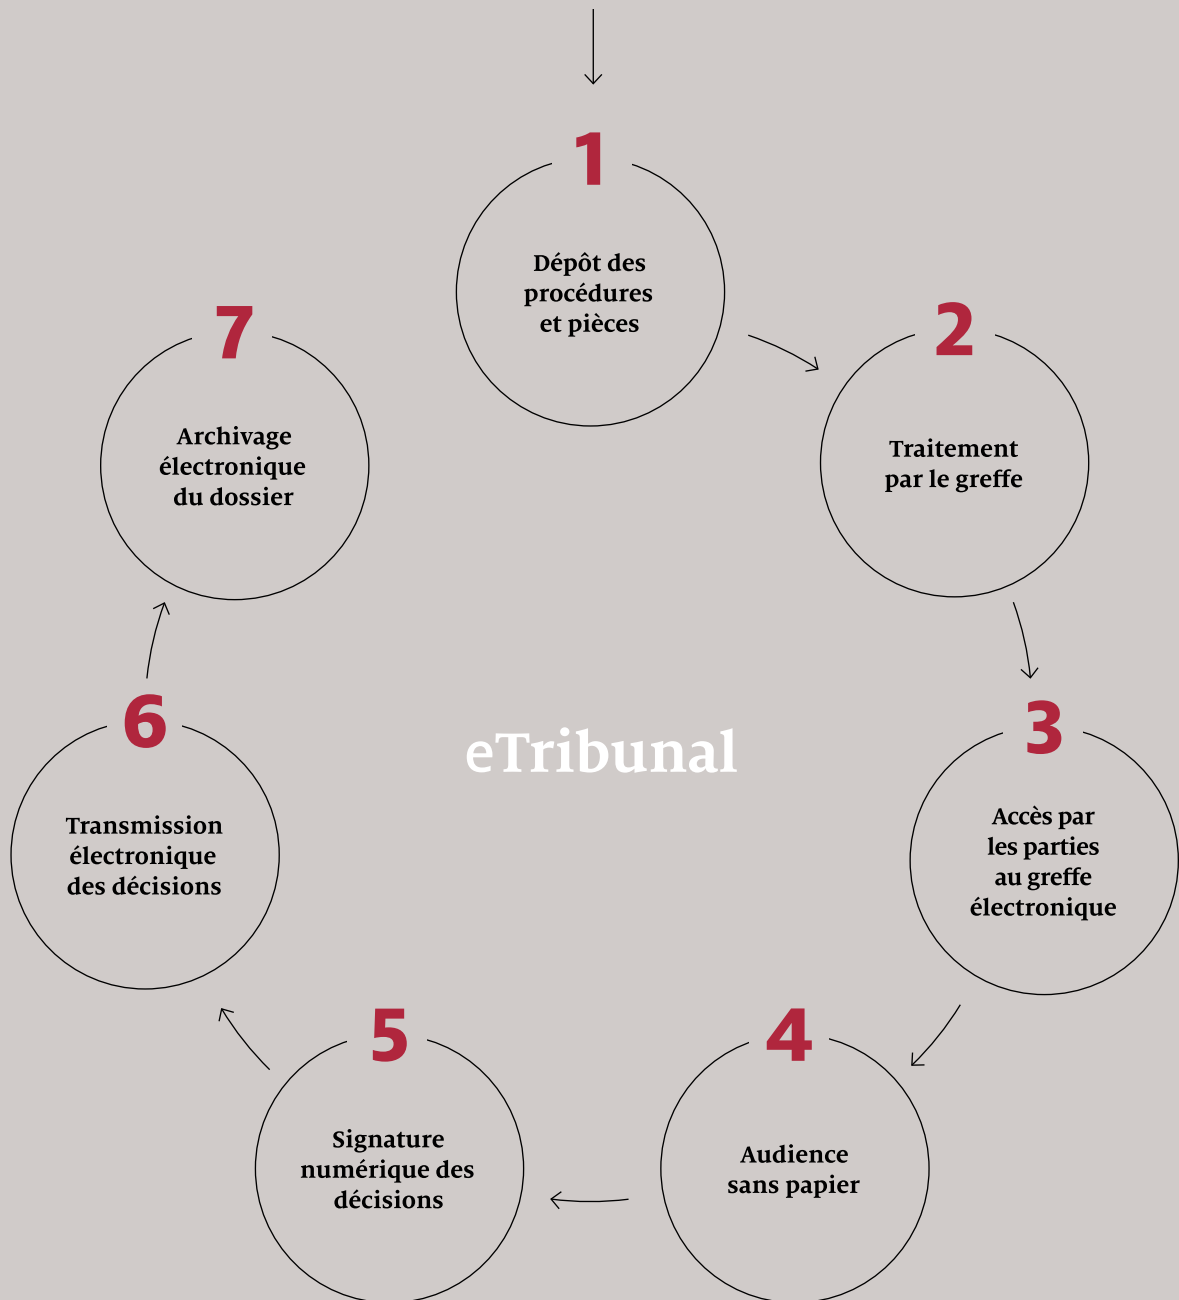 1
Dépôt des
procédures
et pièces
2
Traitement
par le greffe
3
Accès par
les parties
au greffe
électronique
4
Audience
sans papier
5
Signature
numérique des
décisions
6
Transmission
électronique
des décisions
7
Archivage
électronique
du dossier
eTribunal